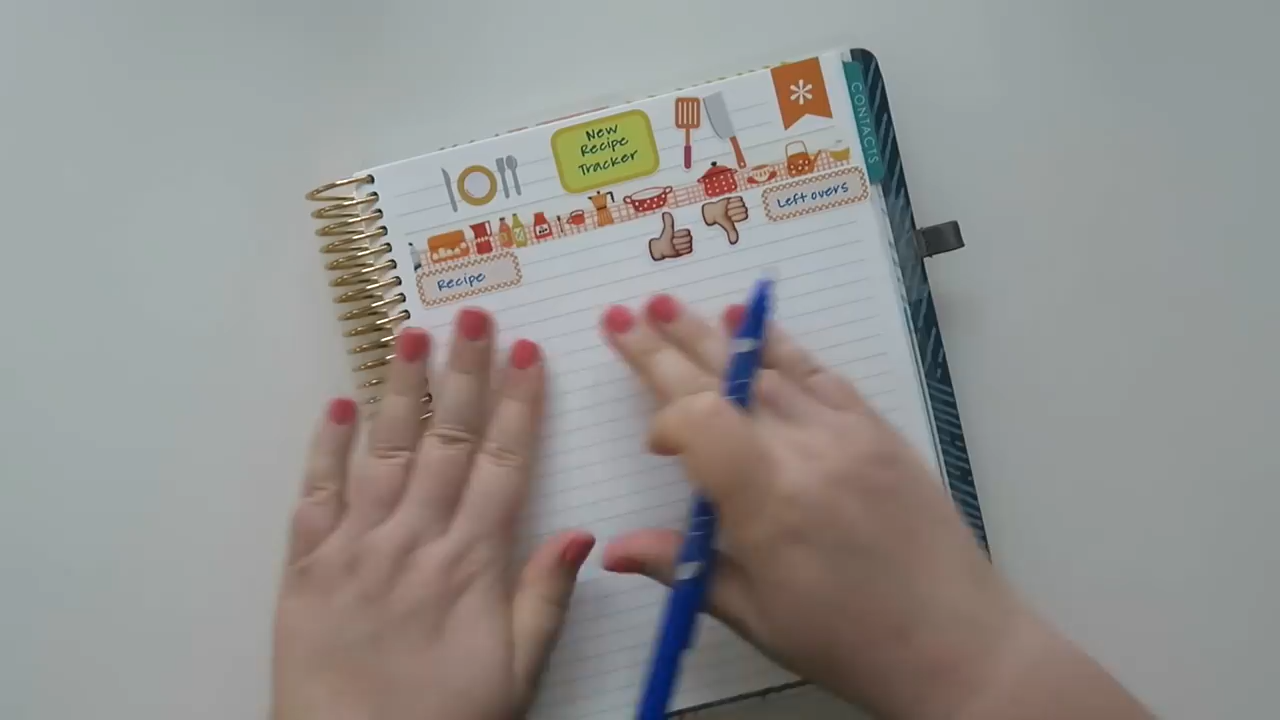 New
Recipe
Tracker
CONTACTS
Left overs
Recipe